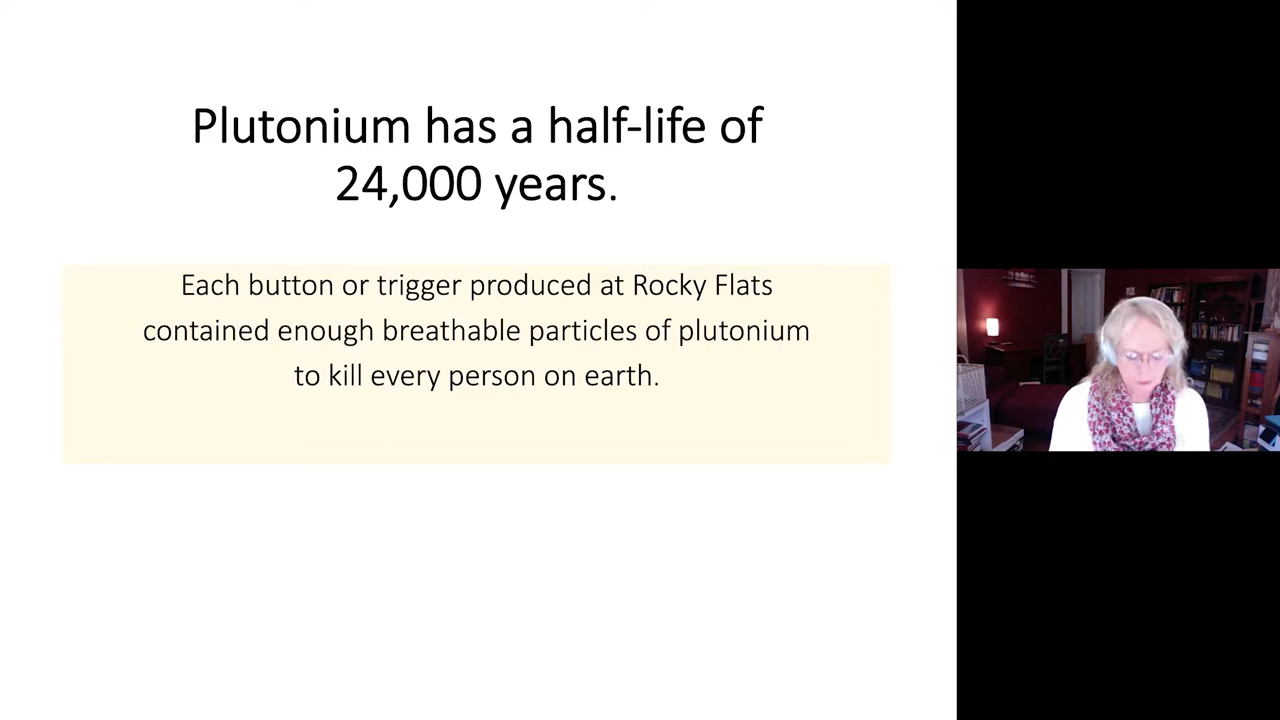 Plutonium has a half-life of
24,000 years.
Each button or trigger produced at Rocky Flats
contained enough breathable particles of plutonium
to kill every person on earth.